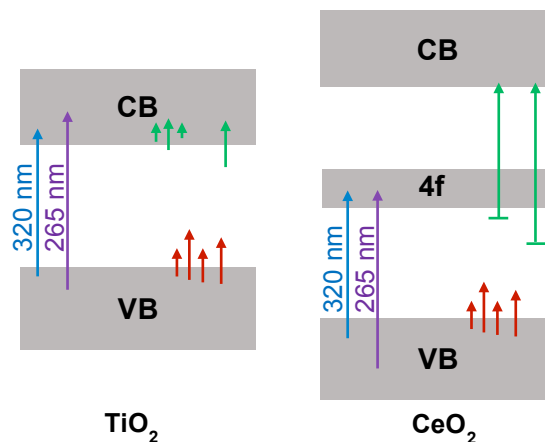 CB
320 nm
265 nm
VB
TiO₂
CB
4f
320 nm
265 nm
VB
CeO₂